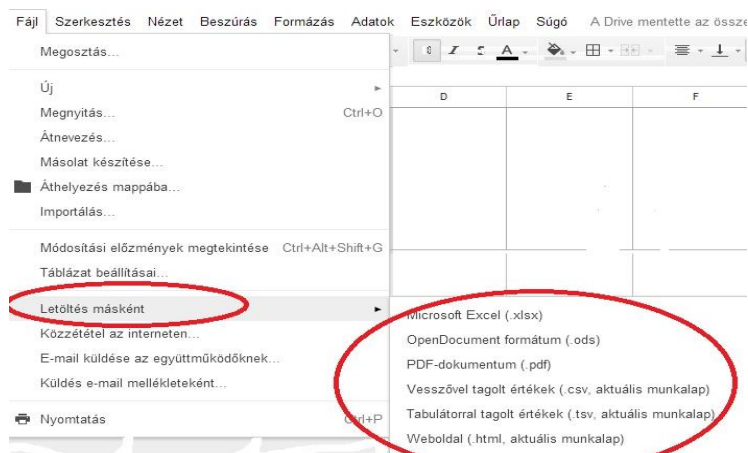 Fájl Szerkesztés Nézet Beszúrás Formázás Adatok Eszközök Űrlap Súgó A Drive mentette az össze
Megosztás...
Új
Megnyitás... Ctrl+O
Átnevezés...
Másolat készítése...
Áthelyezés mappába...
Importálás...
Módosítási előzmények megtekintése Ctrl+Alt+Shift+G
Táblázat beállításai...
Letöltés másként
Közzététel az interneten...
E-mail küldése az együttműködőknek...
Küldés e-mail mellékleteként...
Nyomtatás Ctrl+P
I A
D E F
Microsoft Excel (.xlsx)
OpenDocument formátum (.ods)
PDF-dokumentum (.pdf)
Vesszővel tagolt értékek (.csv, aktuális munkalap)
Tabulátorral tagolt értékek (.tsv, aktuális munkalap)
Weboldal (.html, aktuális munkalap)